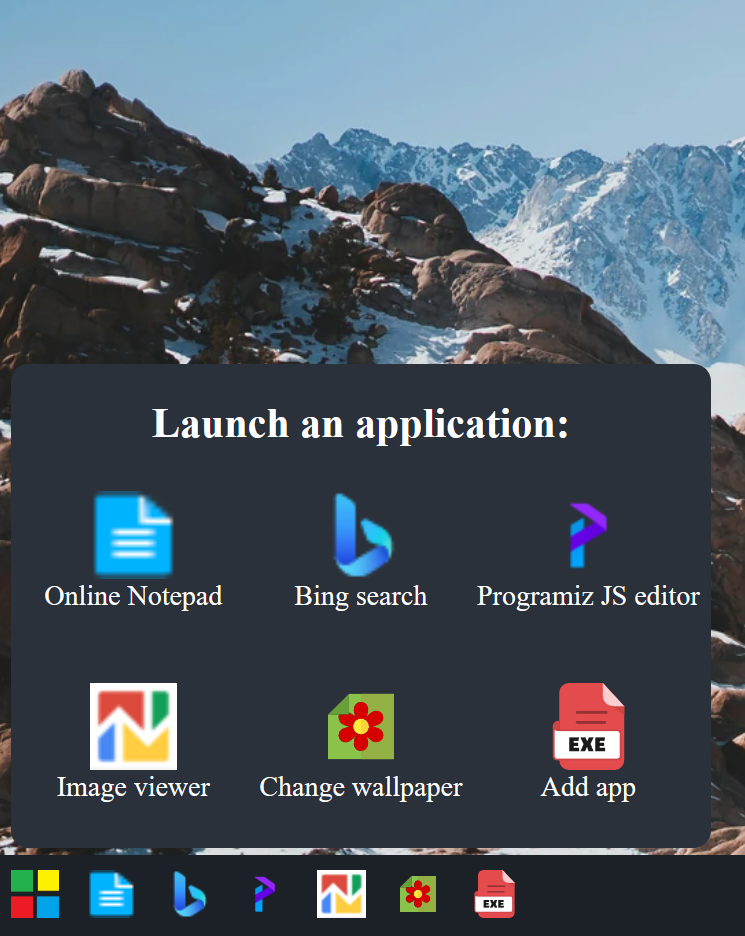 Launch an application:
Online Notepad
Bing search
Programiz JS editor
EXE
Image viewer
Change wallpaper
Add app
EXE